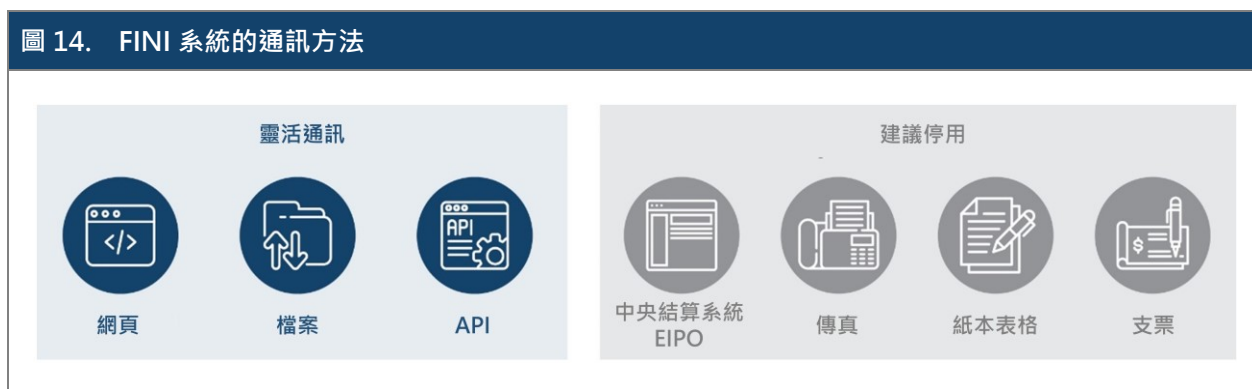 圖 14. FINI 系統的通訊方法
靈活通訊
建議停用
</>
API
$
網頁
檔案
API
中央結算系統
EIPO
傳真
紙本表格
支票